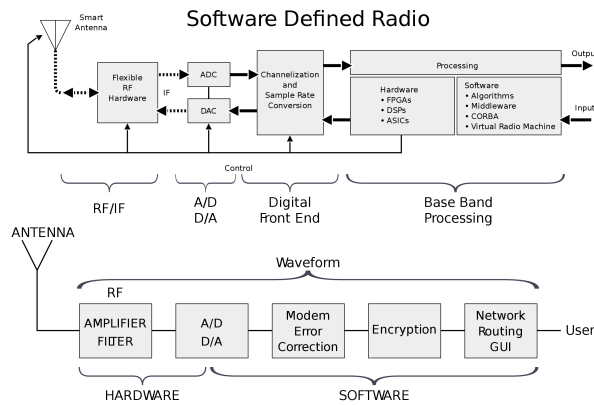 Software Defined Radio
Smart
Antenna
Flexible
RF
Hardware
IF
ADC
DAC
Channelization
and
Sample Rate
Conversion
Processing
Hardware
• FPGAs
• DSPs
• ASICs
Software
• Algorithms
• Middleware
• CORBA
• Virtual Radio Machine
Input
Control
RF/IF
A/D
D/A
Digital
Front End
Base Band
Processing
ANTENNA
Waveform
RF
AMPLIFIER
FILTER
A/D
D/A
Modem
Error
Correction
Encryption
Network
Routing
GUI
User
HARDWARE
SOFTWARE